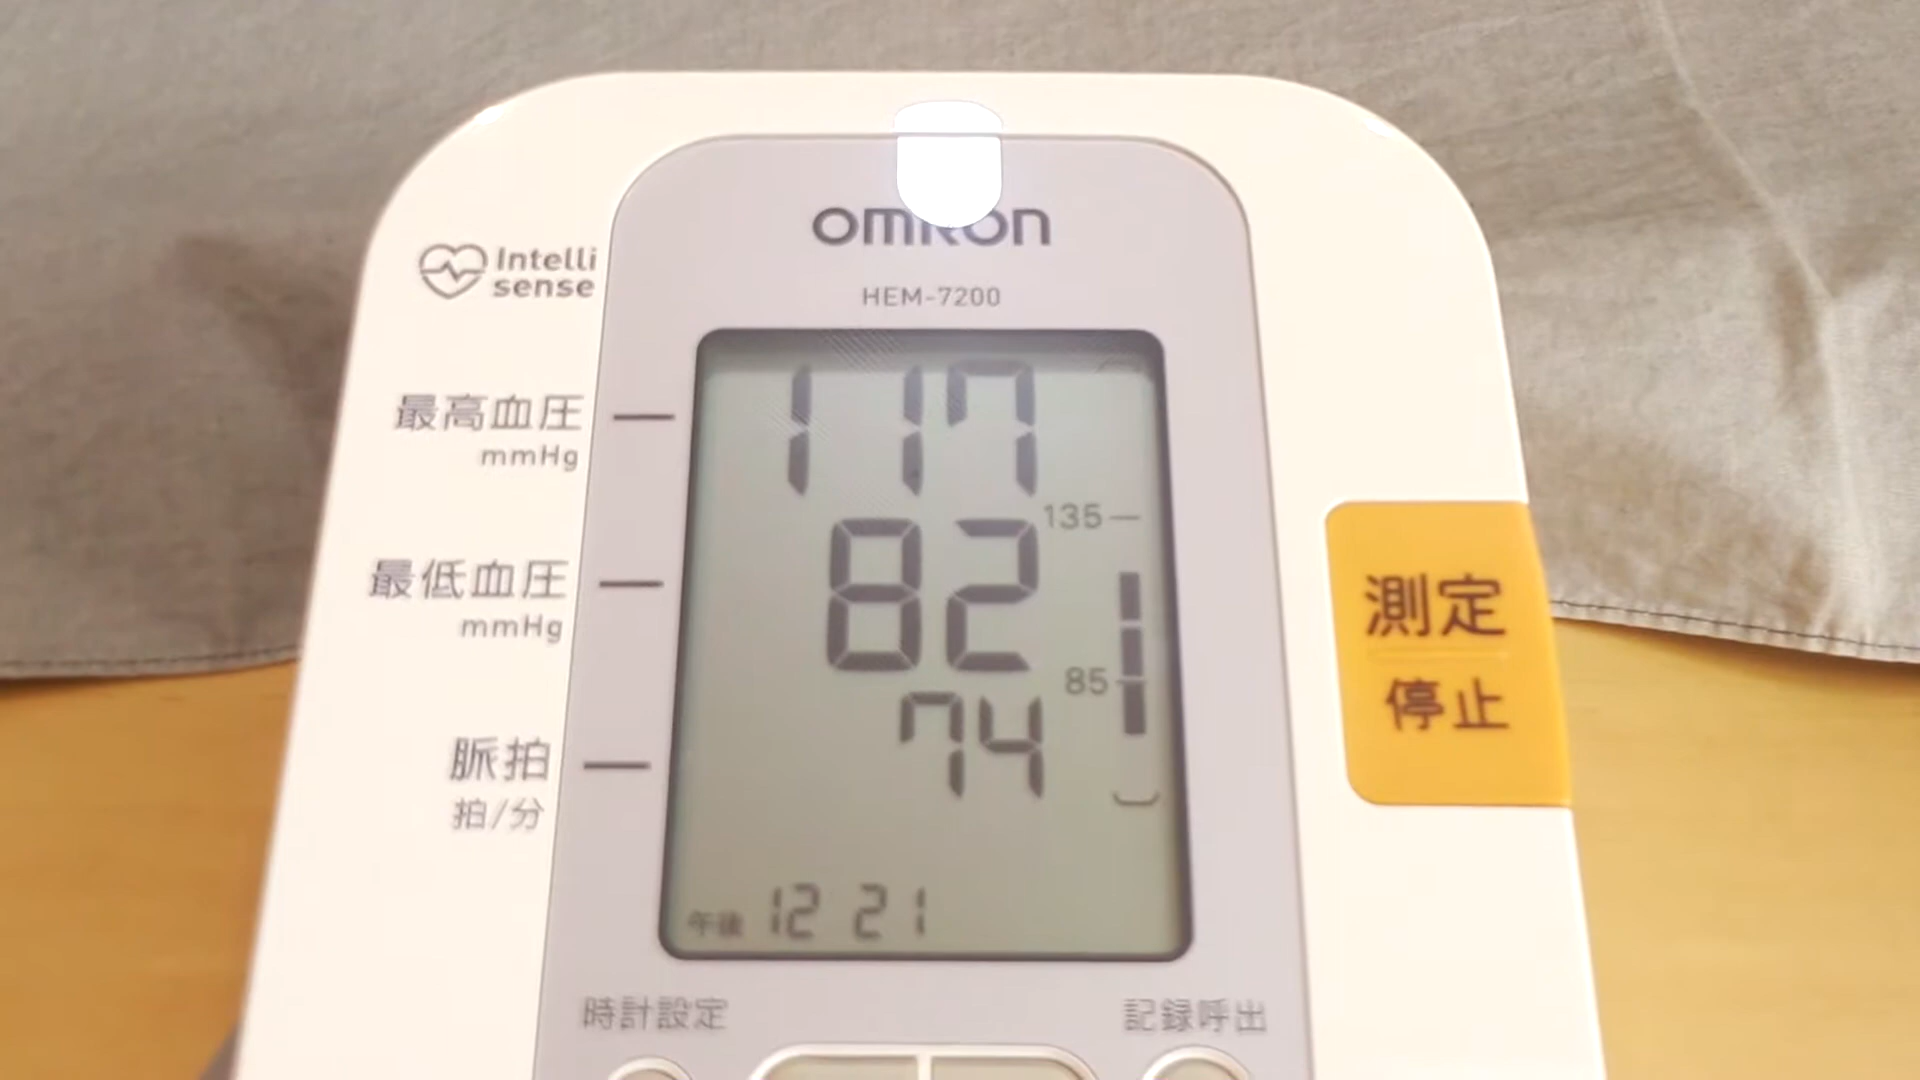 omron
HEM-7200
Intelli
sense
最高血圧
mmHg
117
135
最低血圧
mmHg
82
85
脈拍
拍/分
74
午後 12 21
測定
停止
時計設定
記録呼出